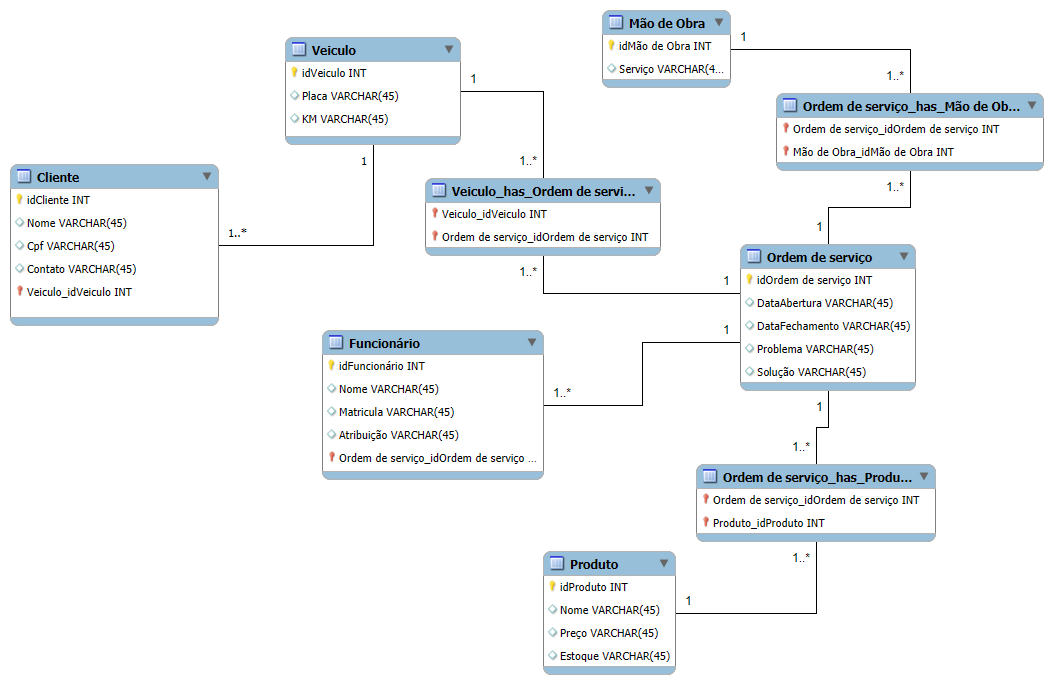 Mão de Obra
idMão de Obra INT
Serviço VARCHAR(4...
1
1..*
Ordem de serviço_has_Mão de Ob...
Ordem de serviço_idOrdem de serviço INT
Mão de Obra_idMão de Obra INT
1..*
1
Veiculo
idVeiculo INT
Placa VARCHAR(45)
KM VARCHAR(45)
1
1..*
1
1..*
Cliente
idCliente INT
Nome VARCHAR(45)
Cpf VARCHAR(45)
Contato VARCHAR(45)
Veiculo_idVeiculo INT
Veiculo_has_Ordem de servi...
Veiculo_idVeiculo INT
Ordem de serviço_idOrdem de serviço INT
1..*
1
Ordem de serviço
idOrdem de serviço INT
DataAbertura VARCHAR(45)
DataFechamento VARCHAR(45)
Problema VARCHAR(45)
Solução VARCHAR(45)
1
1..*
Funcionário
idFuncionário INT
Nome VARCHAR(45)
Matricula VARCHAR(45)
Atribuição VARCHAR(45)
Ordem de serviço_idOrdem de serviço ...
1
1..*
Ordem de serviço_has_Produ...
Ordem de serviço_idOrdem de serviço INT
Produto_idProduto INT
1..*
1
Produto
idProduto INT
Nome VARCHAR(45)
Preço VARCHAR(45)
Estoque VARCHAR(45)